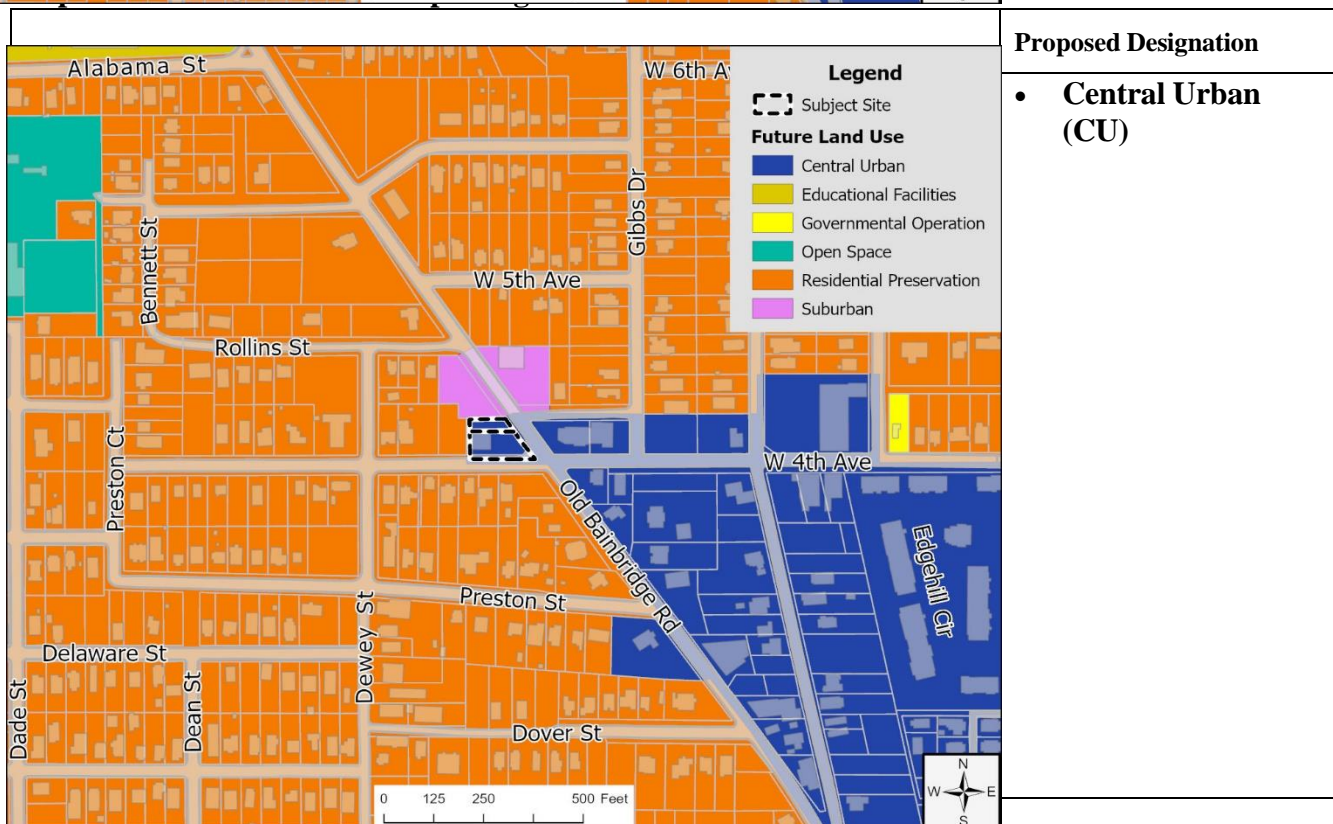 Proposed Designation
• Central Urban
(CU)
Alabama St
W 6th Av
Legend
Subject Site
Future Land Use
Central Urban
Educational Facilities
Governmental Operation
Open Space
Residential Preservation
Suburban
Bennett St
Gibbs Dr
W 5th Ave
Rollins St
Preston Ct
W 4th Ave
Old Bainbridge Rd
Edgehill Cir
Preston St
Delaware St
Dewey St
Dade St
Dean St
Dover St
0 125 250 500 Feet
N
W E
S